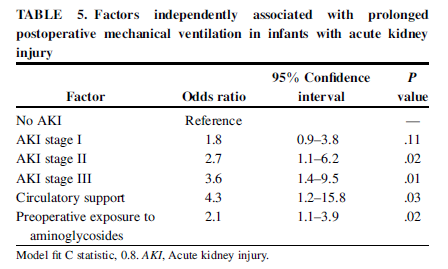 TABLE 5. Factors independently associated with prolonged
postoperative mechanical ventilation in infants with acute kidney
injury
95% Confidence P
Factor Odds ratio interval value
No AKI Reference —
AKI stage I 1.8 0.9–3.8 .11
AKI stage II 2.7 1.1–6.2 .02
AKI stage III 3.6 1.4–9.5 .01
Circulatory support 4.3 1.2–15.8 .03
Preoperative exposure to 2.1 1.1–3.9 .02
aminoglycosides
Model fit C statistic, 0.8. AKI, Acute kidney injury.